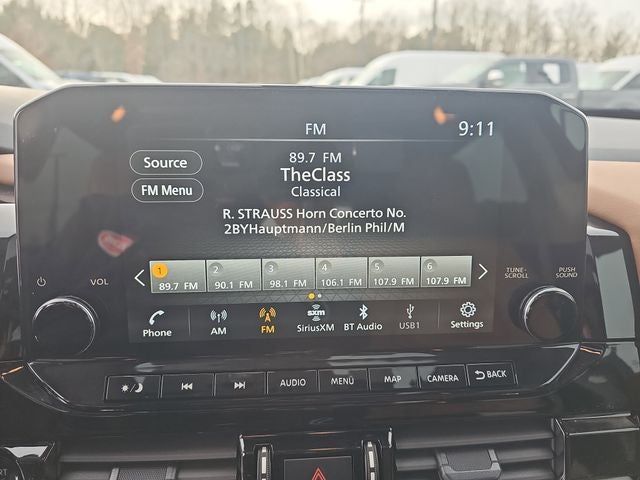 FM
9:11
Source
FM Menu
89.7 FM
TheClass
Classical
R. STRAUSS Horn Concerto No.
2BYHauptmann/Berlin Phil/M
VOL
TUNE-
SCROLL
PUSH
SOUND
1 2 3 4 5 6
89.7 FM 90.1 FM 98.1 FM 106.1 FM 107.9 FM 107.9 FM
Phone AM FM SiriusXM BT Audio USB1 Settings
sxm
AUDIO MENU MAP CAMERA BACK